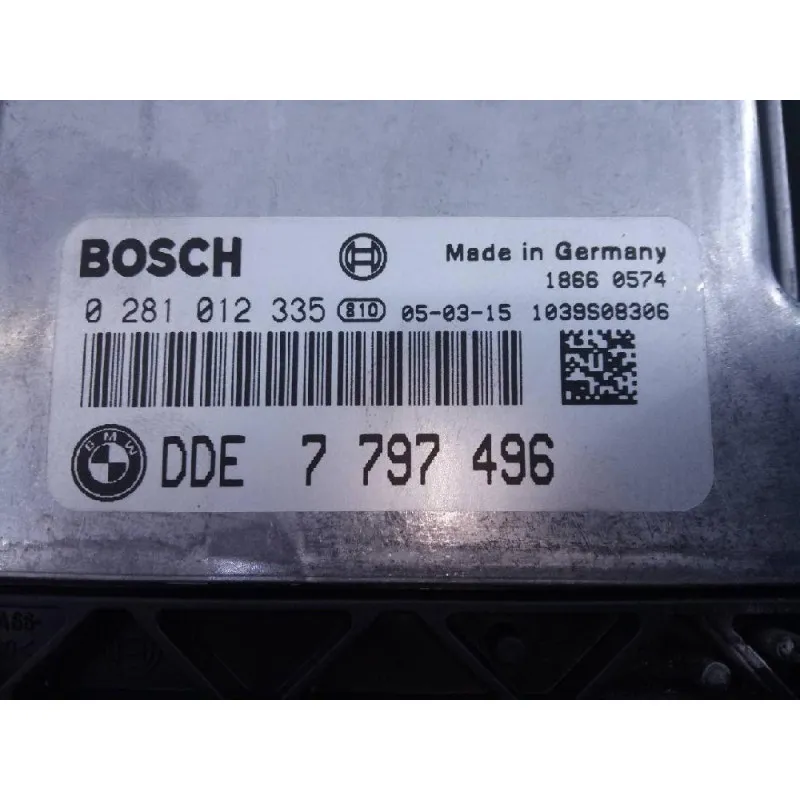 BOSCH Made in Germany
1866 0574
0 281 012 335 810 05-03-15 1039S08306
BMW DDE 7 797 496